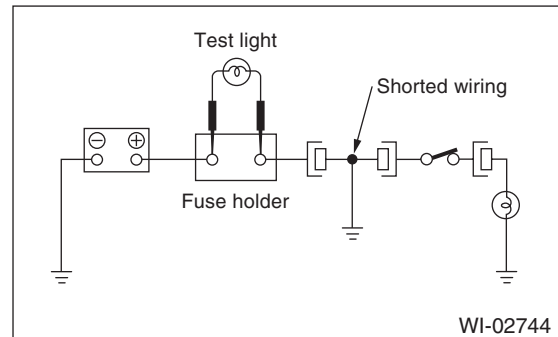 Test light
Shorted wiring
⊖ ⊕
Fuse holder
WI-02744